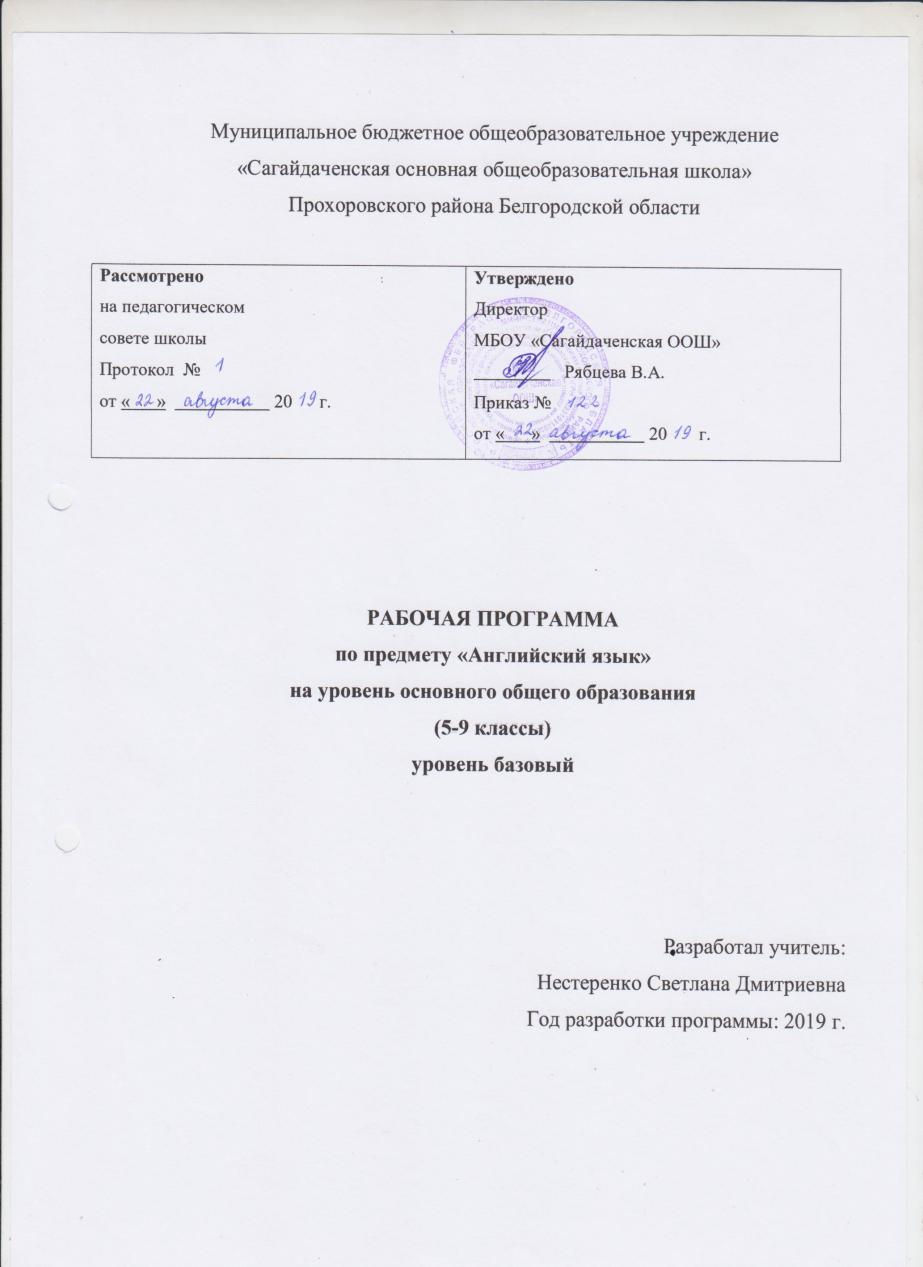 Муниципальное бюджетное общеобразовательное учреждение
«Сагайдаченская основная общеобразовательная школа»
Прохоровского района Белгородской области
Рассмотрено
на педагогическом
совете школы
Протокол № 1
от « 22 » августа 20 19 г.
Утверждено
Директор
МБОУ «Сагайдаченская ООШ»
__________ Рябцева В.А.
Приказ № 122
от « 22 » августа 20 19 г.
«Сагайдаченская
ООШ»
РАБОЧАЯ ПРОГРАММА
по предмету «Английский язык»
на уровень основного общего образования
(5-9 классы)
уровень базовый
Разработал учитель:
Нестеренко Светлана Дмитриевна
Год разработки программы: 2019 г.